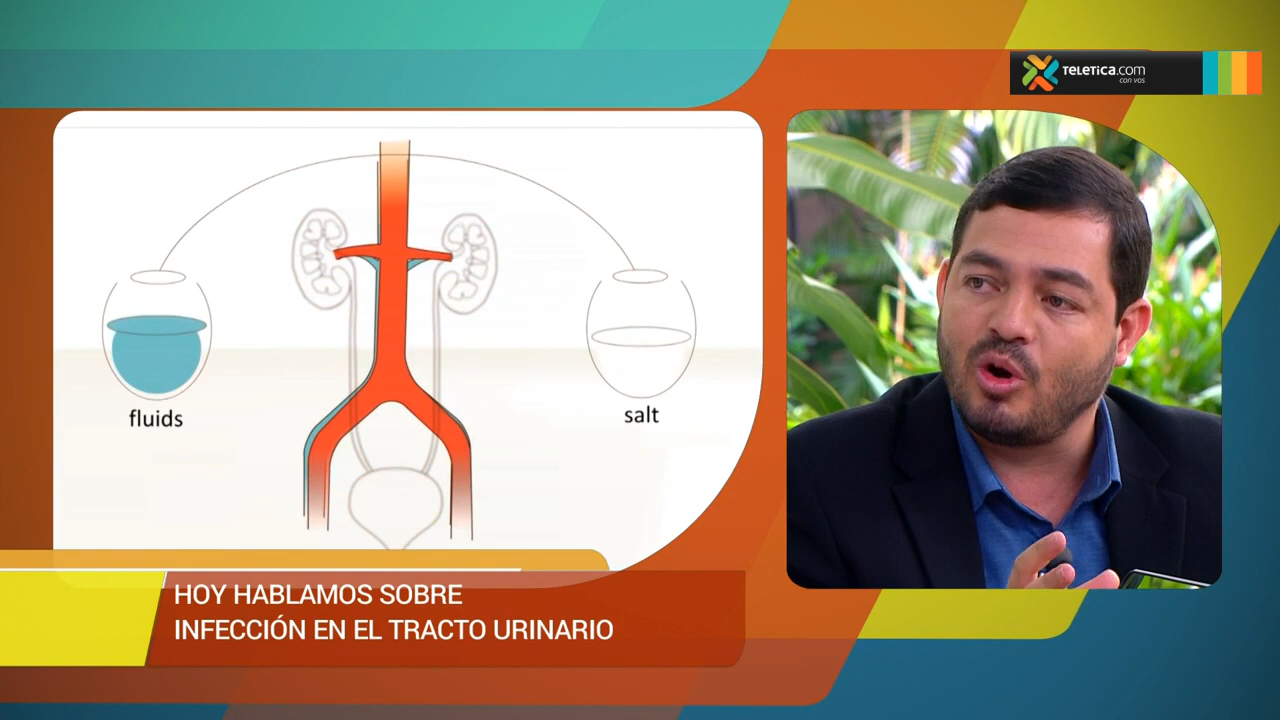 TELETICA.COM
con vos
fluids
salt
HOY HABLAMOS SOBRE
INFECCIÓN EN EL TRACTO URINARIO